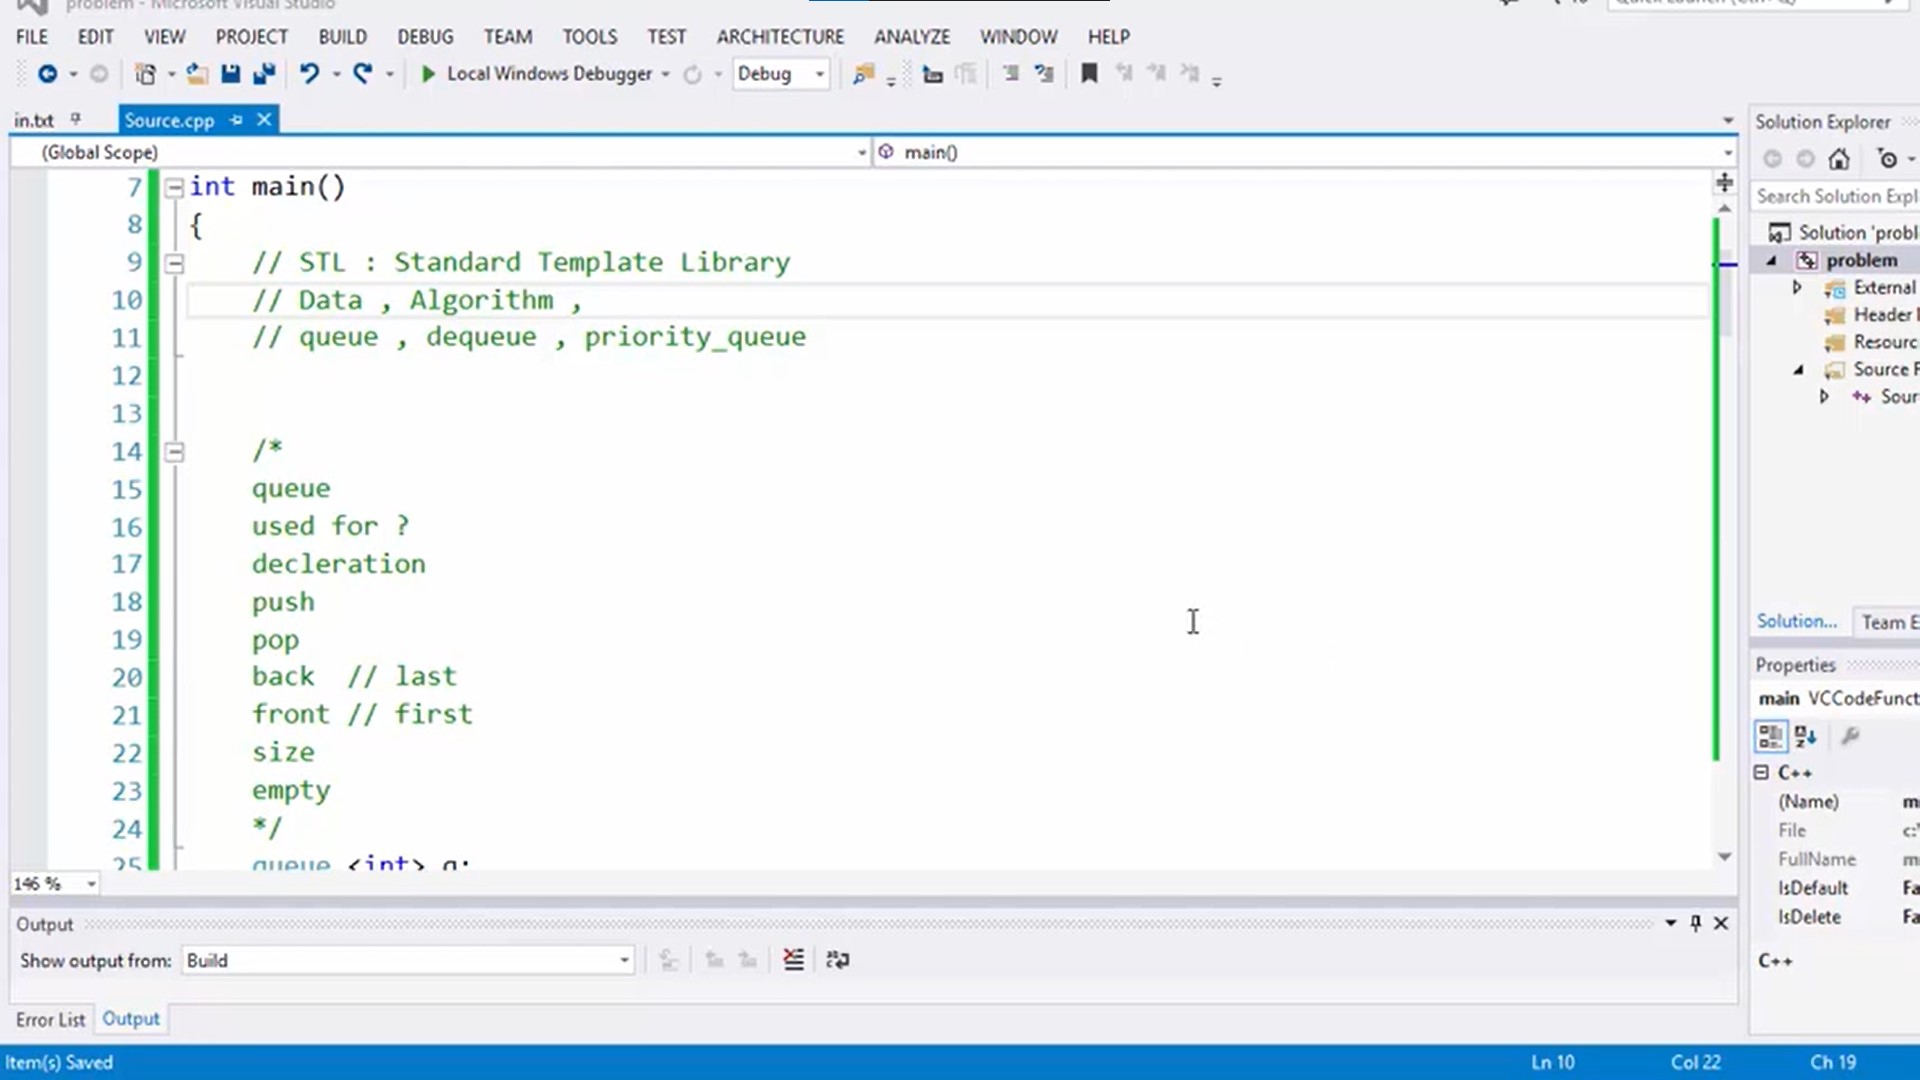 problem - Microsoft Visual Studio
FILE EDIT VIEW PROJECT BUILD DEBUG TEAM TOOLS TEST ARCHITECTURE ANALYZE WINDOW HELP
Local Windows Debugger Debug
in.txt Source.cpp
(Global Scope) main()
7 int main()
8 {
9 // STL : Standard Template Library
10 // Data , Algorithm ,
11 // queue , dequeue , priority_queue
12
13
14 /*
15 queue
16 used for ?
17 decleration
18 push
19 pop
20 back // last
21 front // first
22 size
23 empty
24 */
25 queue <int> q;
146 %
Output
Show output from: Build
Error List Output
Item(s) Saved Ln 10 Col 22 Ch 19
Solution Explorer
Search Solution Expl
Solution 'probl
problem
External
Header
Resourc
Source F
Sour
Solution... Team E
Properties
main VCCodeFunct
C++
(Name) m
File c:
FullName m
IsDefault Fa
IsDelete Fa
C++